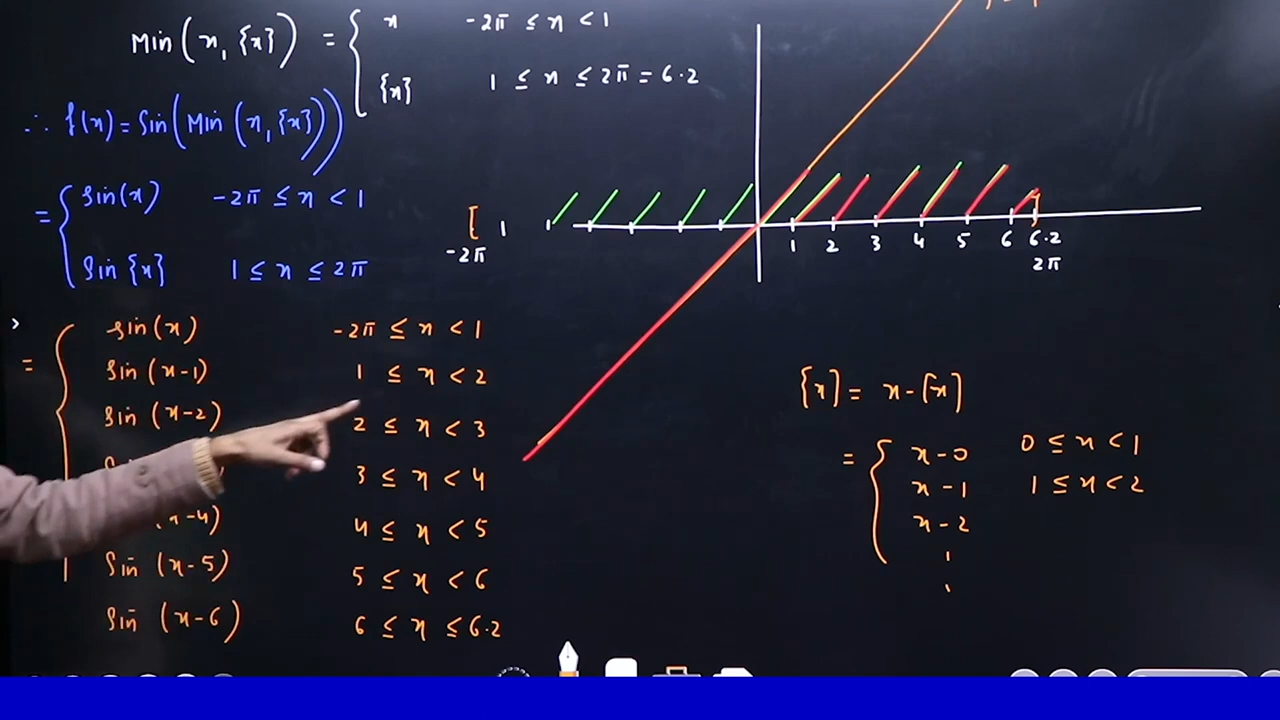 Min(x, {x}) = { x   -2π ≤ x < 1
{x}   1 ≤ x ≤ 2π = 6.2
∴ f(x) = Sin(Min(x, {x}))
= { Sin(x)   -2π ≤ x < 1
Sin {x}   1 ≤ x ≤ 2π
= { Sin(x)   -2π ≤ x < 1
Sin (x-1)   1 ≤ x < 2
Sin (x-2)   2 ≤ x < 3
3 ≤ x < 4
(x-4)   4 ≤ x < 5
Sin (x-5)   5 ≤ x < 6
Sin (x-6)   6 ≤ x ≤ 6.2
[
-2π
1 2 3 4 5 6 6.2
2π
]
{x} = x-[x]
= { x-0   0 ≤ x < 1
x-1   1 ≤ x < 2
x-2